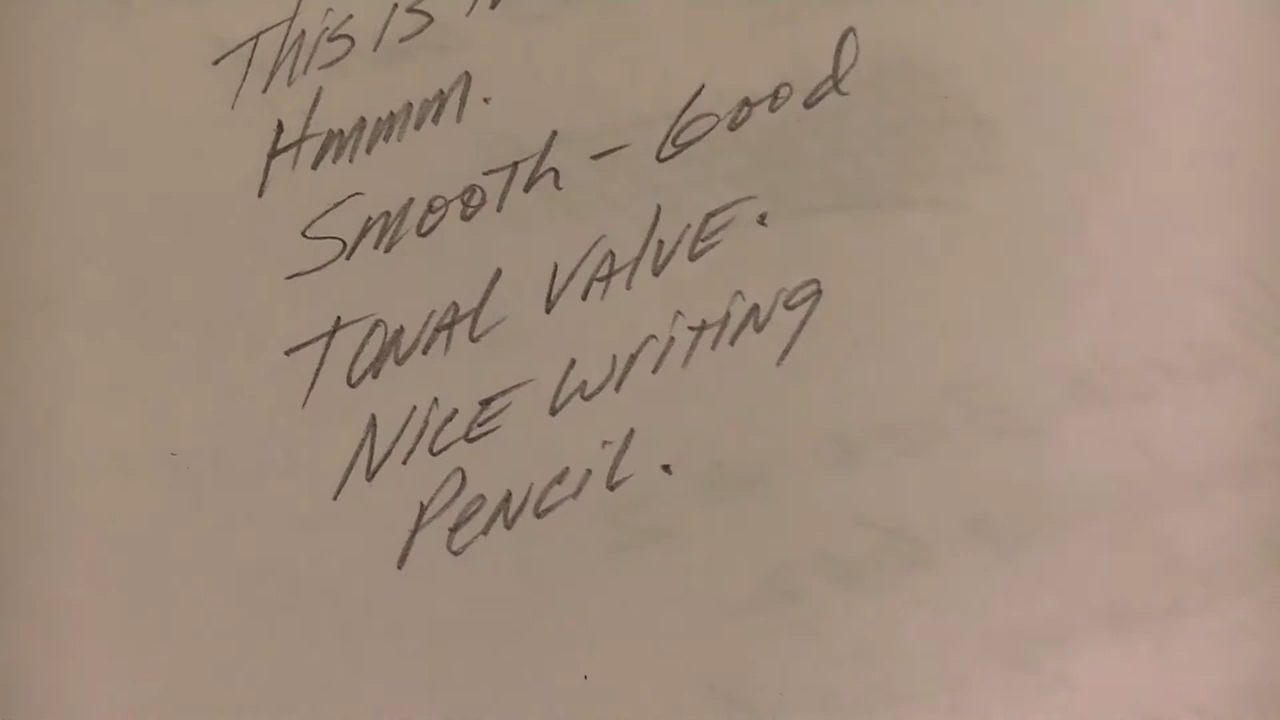 This is
Hmmm.
Smooth - Good
TONAL VALVE.
NICE writing
Pencil.